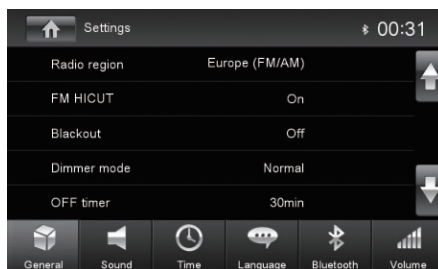 Settings 00:31
Radio region Europe (FM/AM)
FM HICUT On
Blackout Off
Dimmer mode Normal
OFF timer 30min
General Sound Time Language Bluetooth Volume